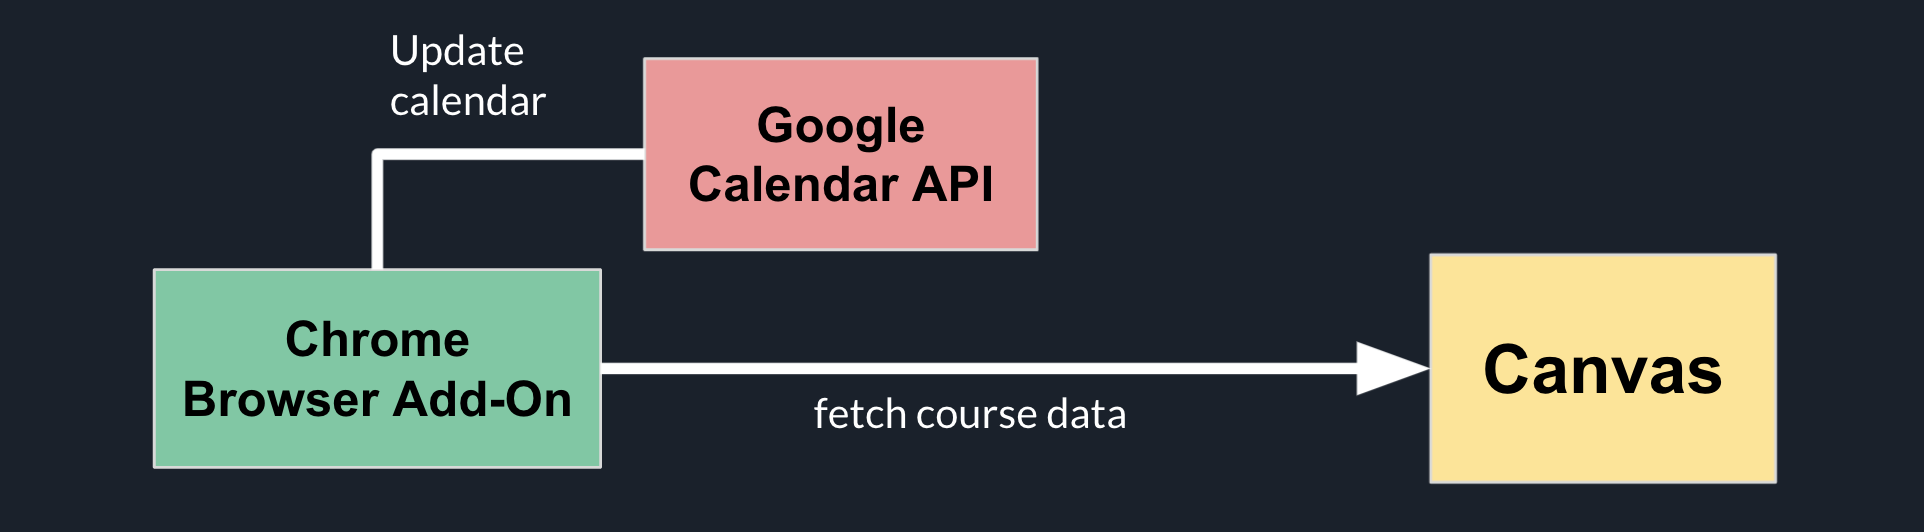 Update
calendar
Google
Calendar API
Chrome
Browser Add-On
Canvas
fetch course data